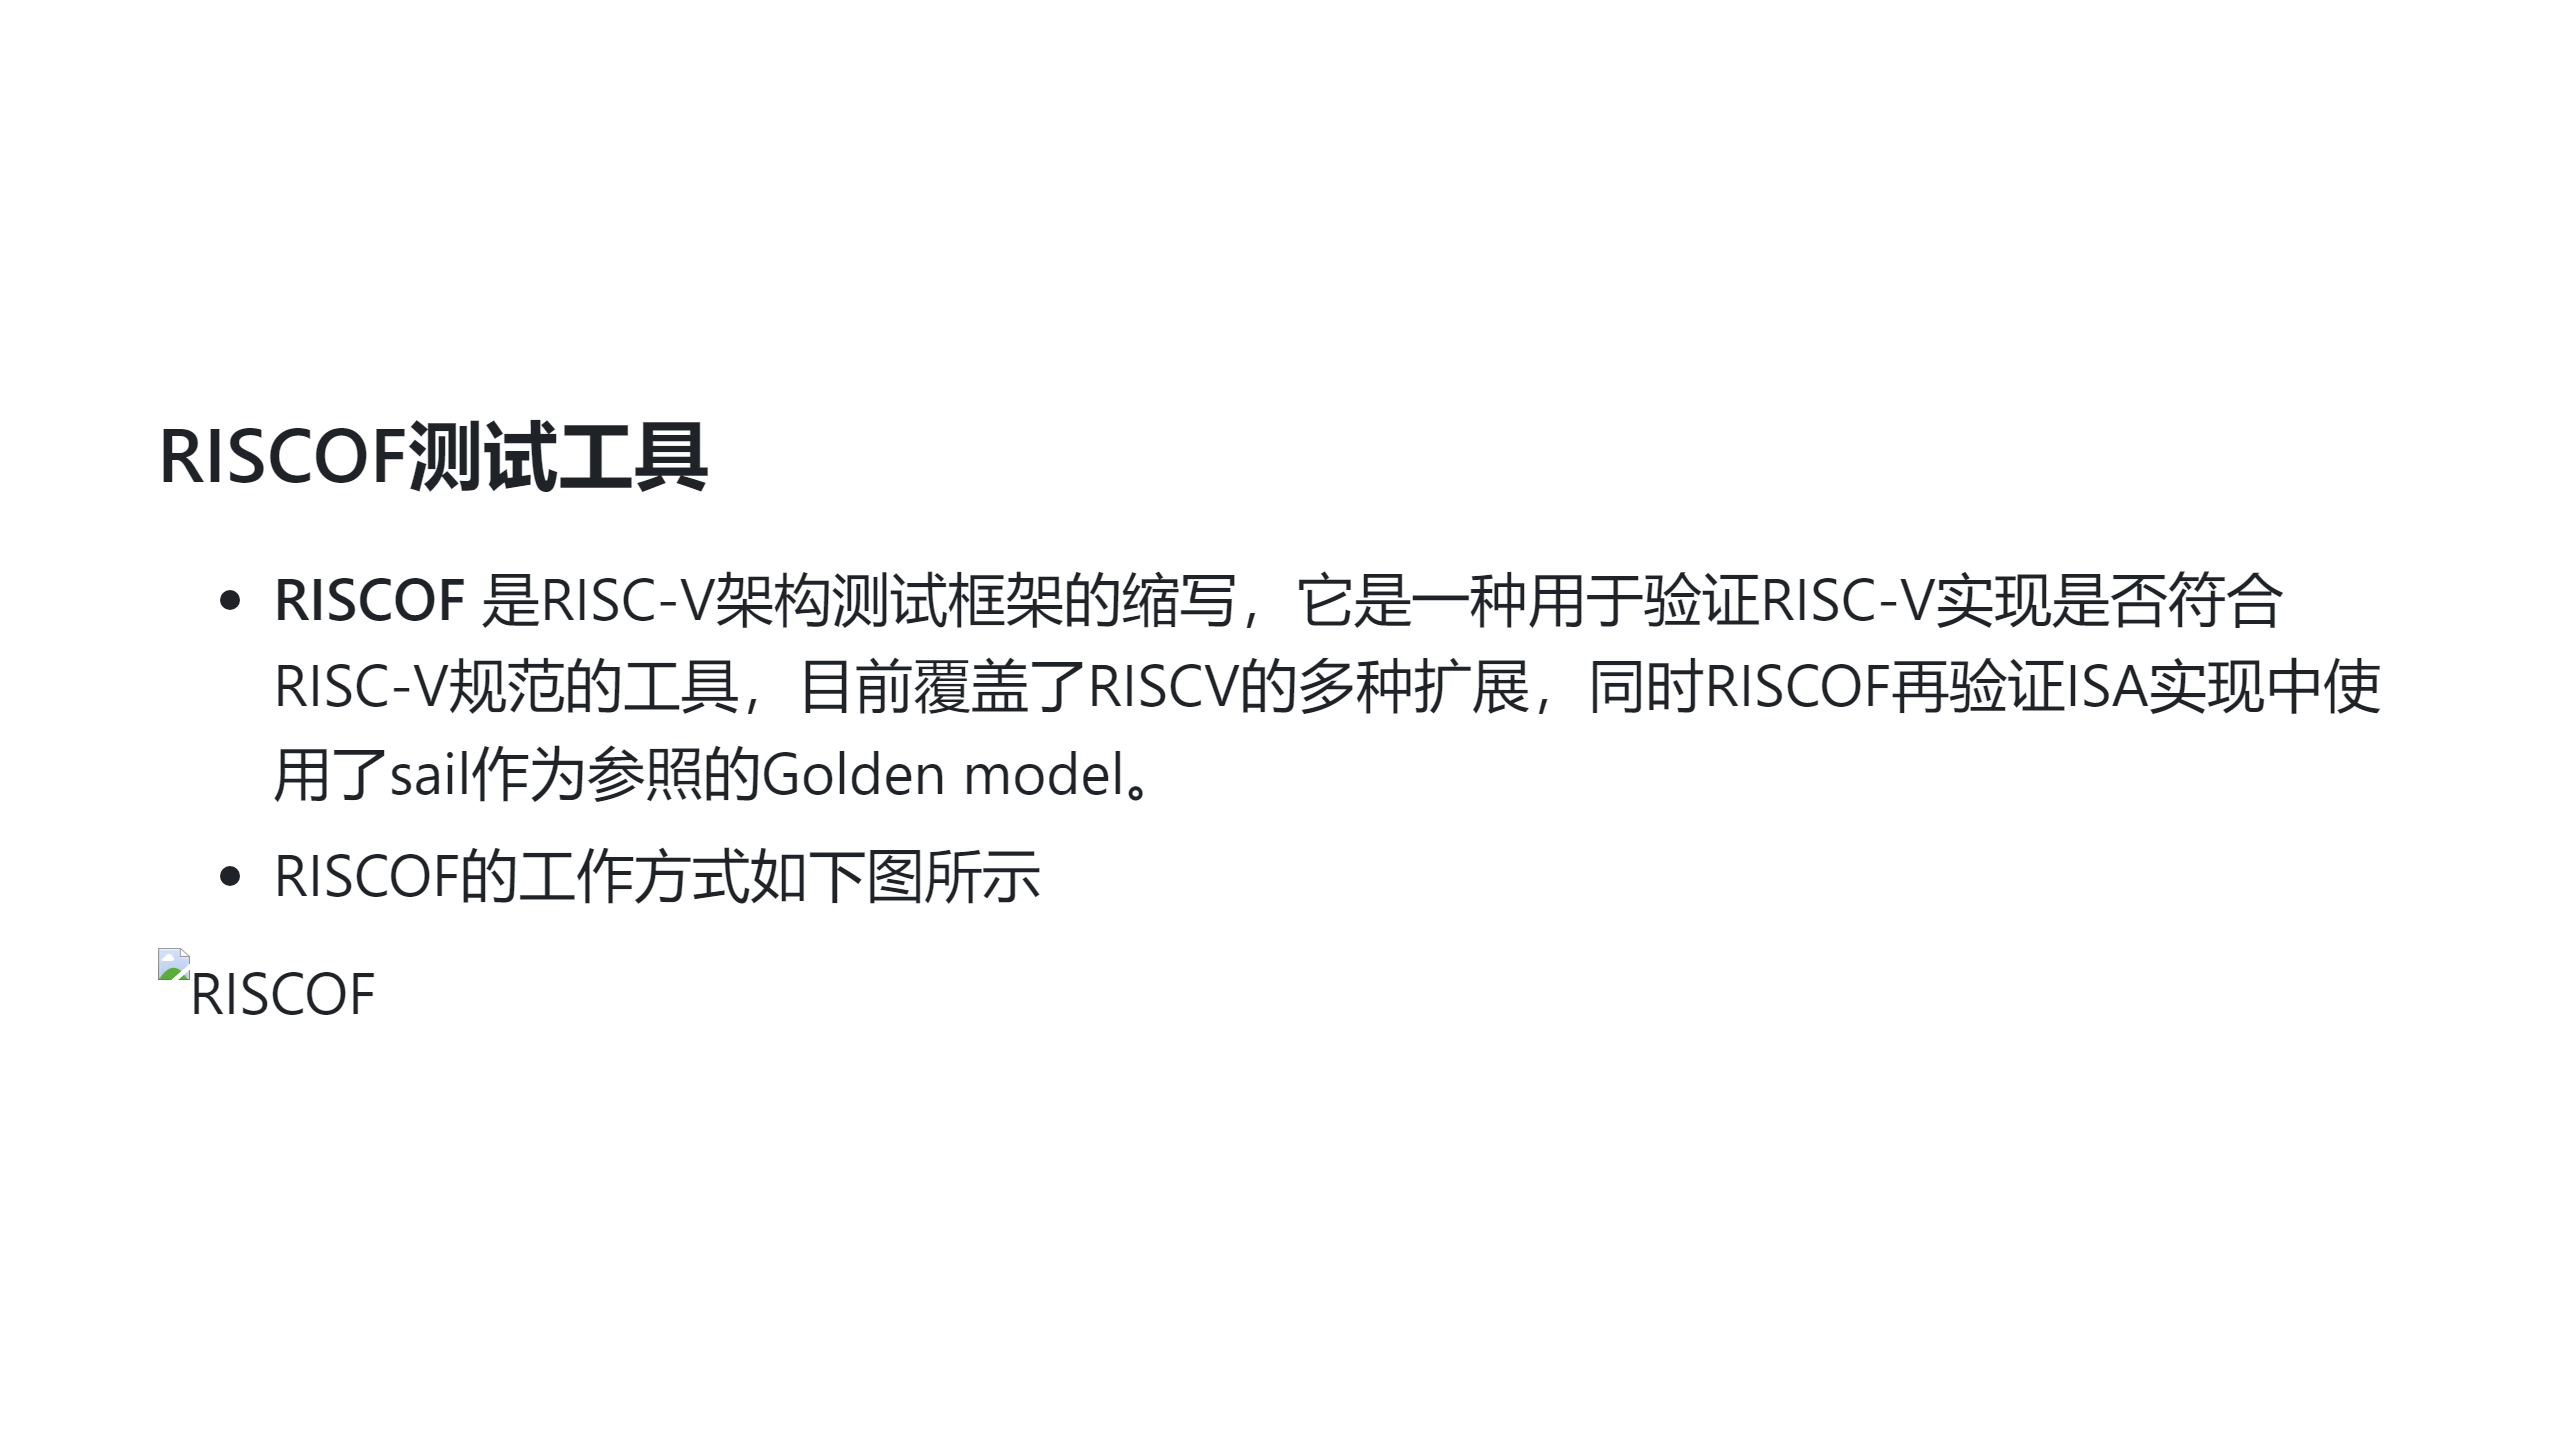 RISCOF测试工具
RISCOF 是RISC-V架构测试框架的缩写，它是一种用于验证RISC-V实现是否符合
RISC-V规范的工具，目前覆盖了RISCV的多种扩展，同时RISCOF再验证ISA实现中使
用了sail作为参照的Golden model。
RISCOF的工作方式如下图所示
RISCOF